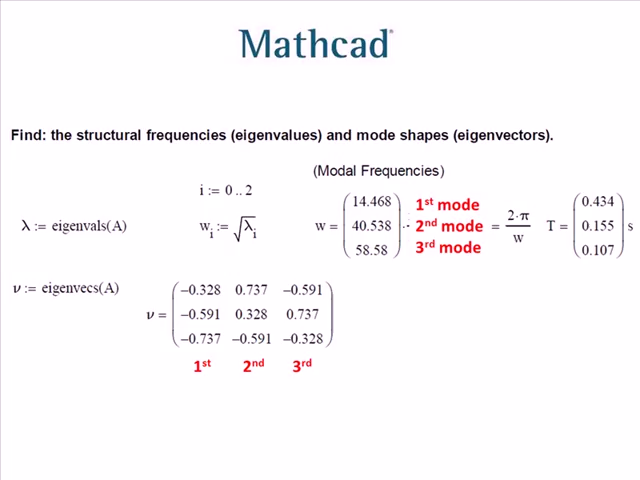 Mathcad®
Find: the structural frequencies (eigenvalues) and mode shapes (eigenvectors).
(Modal Frequencies)
i := 0 .. 2
λ := eigenvals(A)
w_i := √λ_i
w = ( 14.468 40.538 58.58 )
1st mode
2nd mode
3rd mode
= 2·π / w
T = ( 0.434 0.155 0.107 ) s
ν := eigenvecs(A)
ν =
−0.328 0.737 −0.591
−0.591 0.328 0.737
−0.737 −0.591 −0.328
1st 2nd 3rd